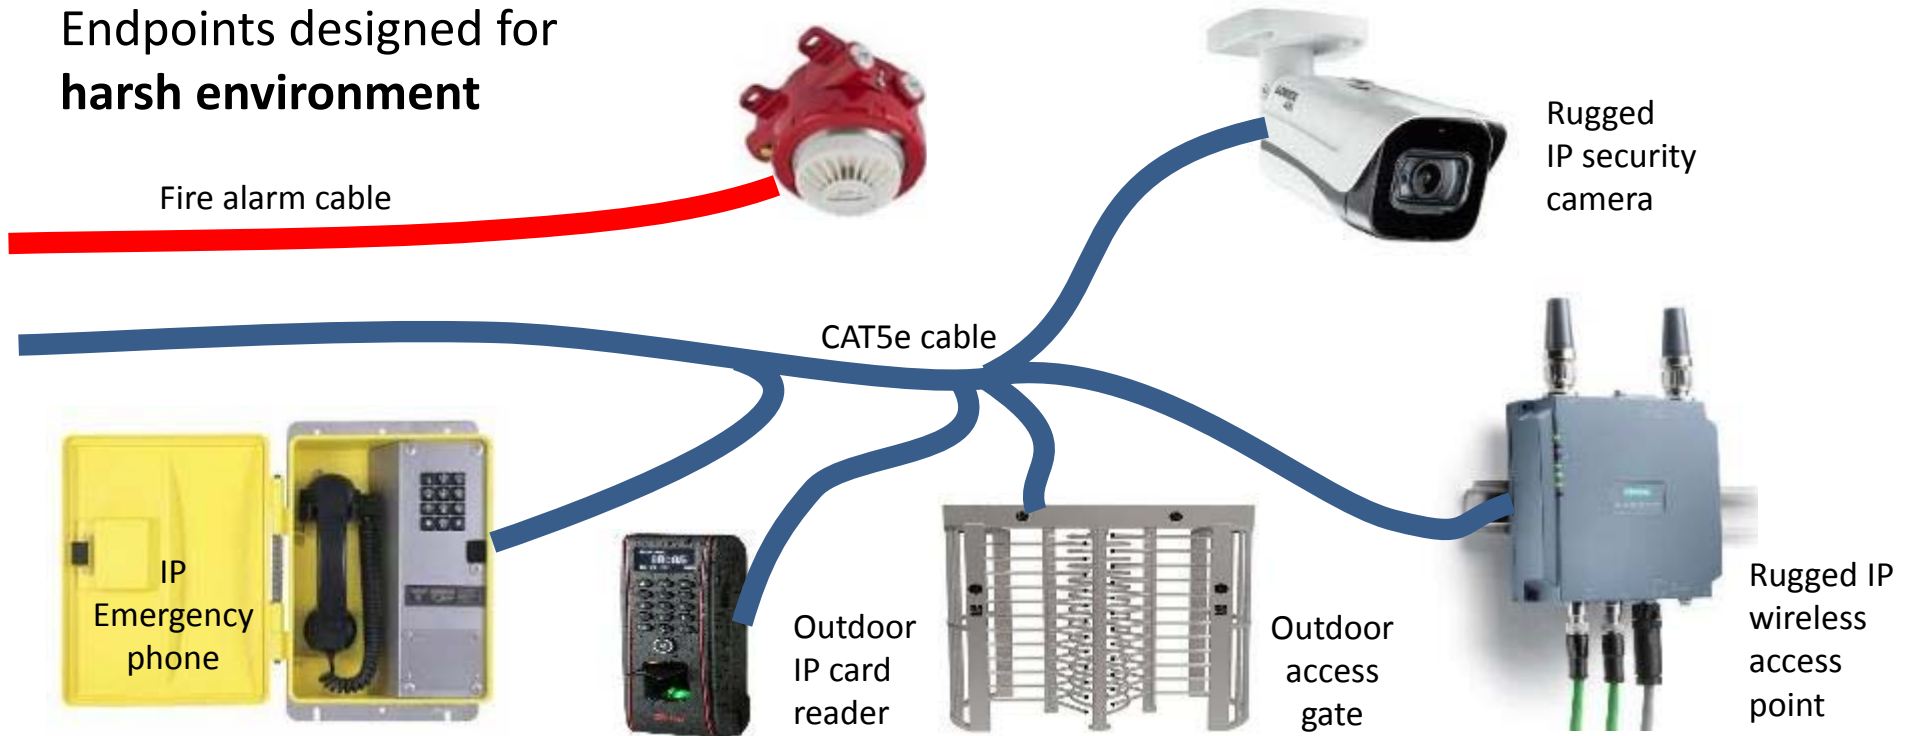 Endpoints designed for
harsh environment
Fire alarm cable
Rugged
IP security
camera
CAT5e cable
IP
Emergency
phone
Outdoor
IP card
reader
Outdoor
access
gate
Rugged IP
wireless
access
point